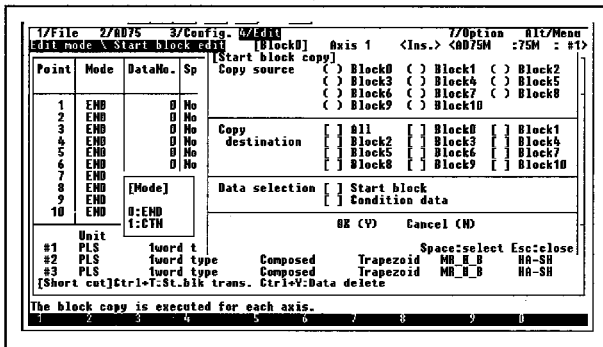 1/File 2/AD75 3/Config. 4/Edit 7/Option Alt/Menu
Edit mode \ Start block edit [Block0] Axis 1 <Ins.> <AD75M :75M : #1>
[Start block copy]
Point Mode DataNo. Sp
Copy source ( ) Block0 ( ) Block1 ( ) Block2
( ) Block3 ( ) Block4 ( ) Block5
( ) Block6 ( ) Block7 ( ) Block8
( ) Block9 ( ) Block10
1 END 0 No
2 END 0 No
3 END 0 No
4 END 0 No
5 END 0 No
6 END 0 No
7 END
8 END
9 END
10 END
Copy destination [ ] All [ ] Block0 [ ] Block1
[ ] Block2 [ ] Block3 [ ] Block4
[ ] Block5 [ ] Block6 [ ] Block7
[ ] Block8 [ ] Block9 [ ] Block10
[Mode]
0:END
1:CTN
Data selection [ ] Start block
[ ] Condition data
OK (Y) Cancel (N)
Space:select Esc:close
Unit
#1 PLS 1word t
#2 PLS 1word type Composed Trapezoid MR_H_B HA-SH
#3 PLS 1word type Composed Trapezoid MR_H_B HA-SH
[Short cut]Ctrl+T:St.blk trans. Ctrl+Y:Data delete
The block copy is executed for each axis.
1 2 3 4 5 6 7 8 9 0